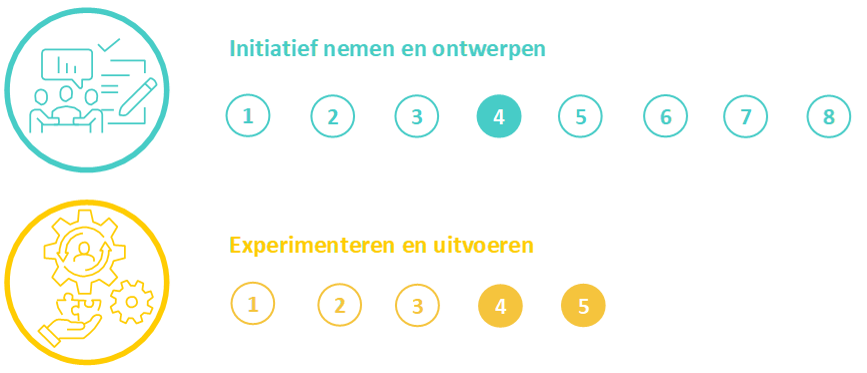 Initiatief nemen en ontwerpen
1 2 3 4 5 6 7 8
Experimenteren en uitvoeren
1 2 3 4 5